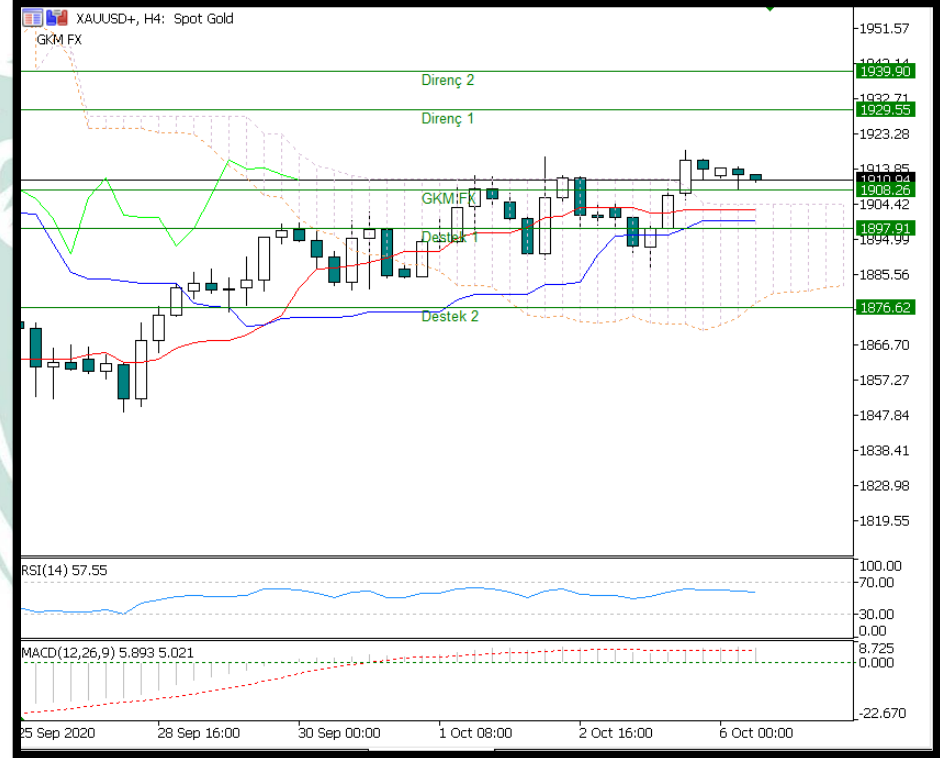 XAUUSD+, H4: Spot Gold
GKM FX
1951.57
Direnç 2
1939.90
1932.71
Direnç 1
1929.55
1923.28
1913.85
1910.94
GKM FX
1908.26
1904.42
Destek 1
1897.91
1894.99
1885.56
Destek 2
1876.62
1866.70
1857.27
1847.84
1838.41
1828.98
1819.55
RSI(14) 57.55
100.00
70.00
30.00
0.00
MACD(12,26,9) 5.893 5.021
8.725
0.000
-22.670
25 Sep 2020
28 Sep 16:00
30 Sep 00:00
1 Oct 08:00
2 Oct 16:00
6 Oct 00:00